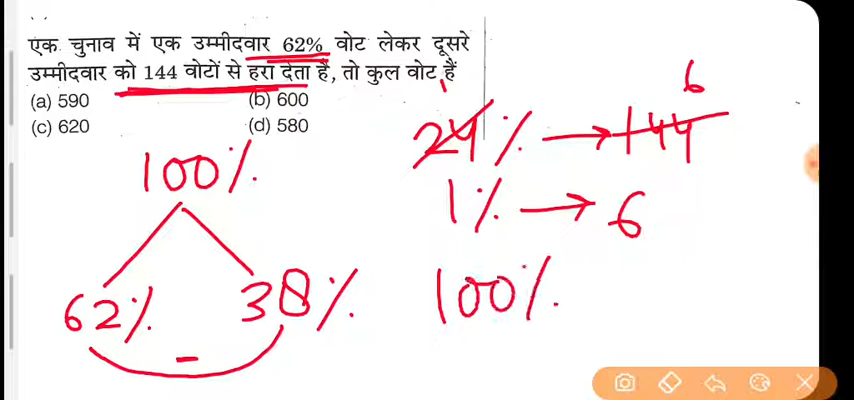 एक चुनाव में एक उम्मीदवार 62% वोट लेकर दूसरे
उम्मीदवार को 144 वोटों से हरा देता है, तो कुल वोट हैं
(a) 590 (b) 600
(c) 620 (d) 580
1 6
24% → 144
1% → 6
100%
100%
62% 38%
-